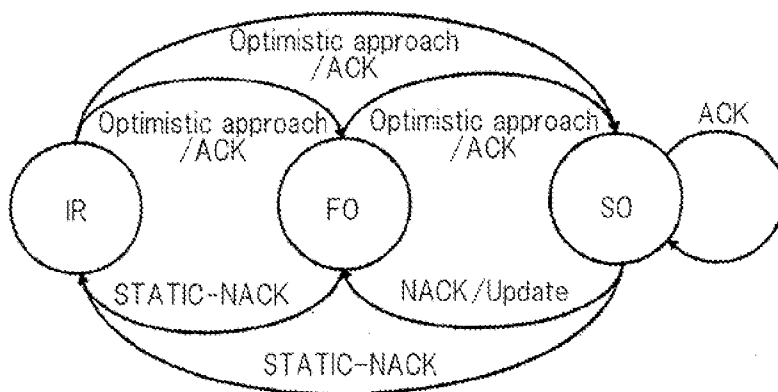 Optimistic approach
/ACK
Optimistic approach
/ACK
Optimistic approach
/ACK
ACK
IR
FO
SO
STATIC-NACK
NACK/Update
STATIC-NACK